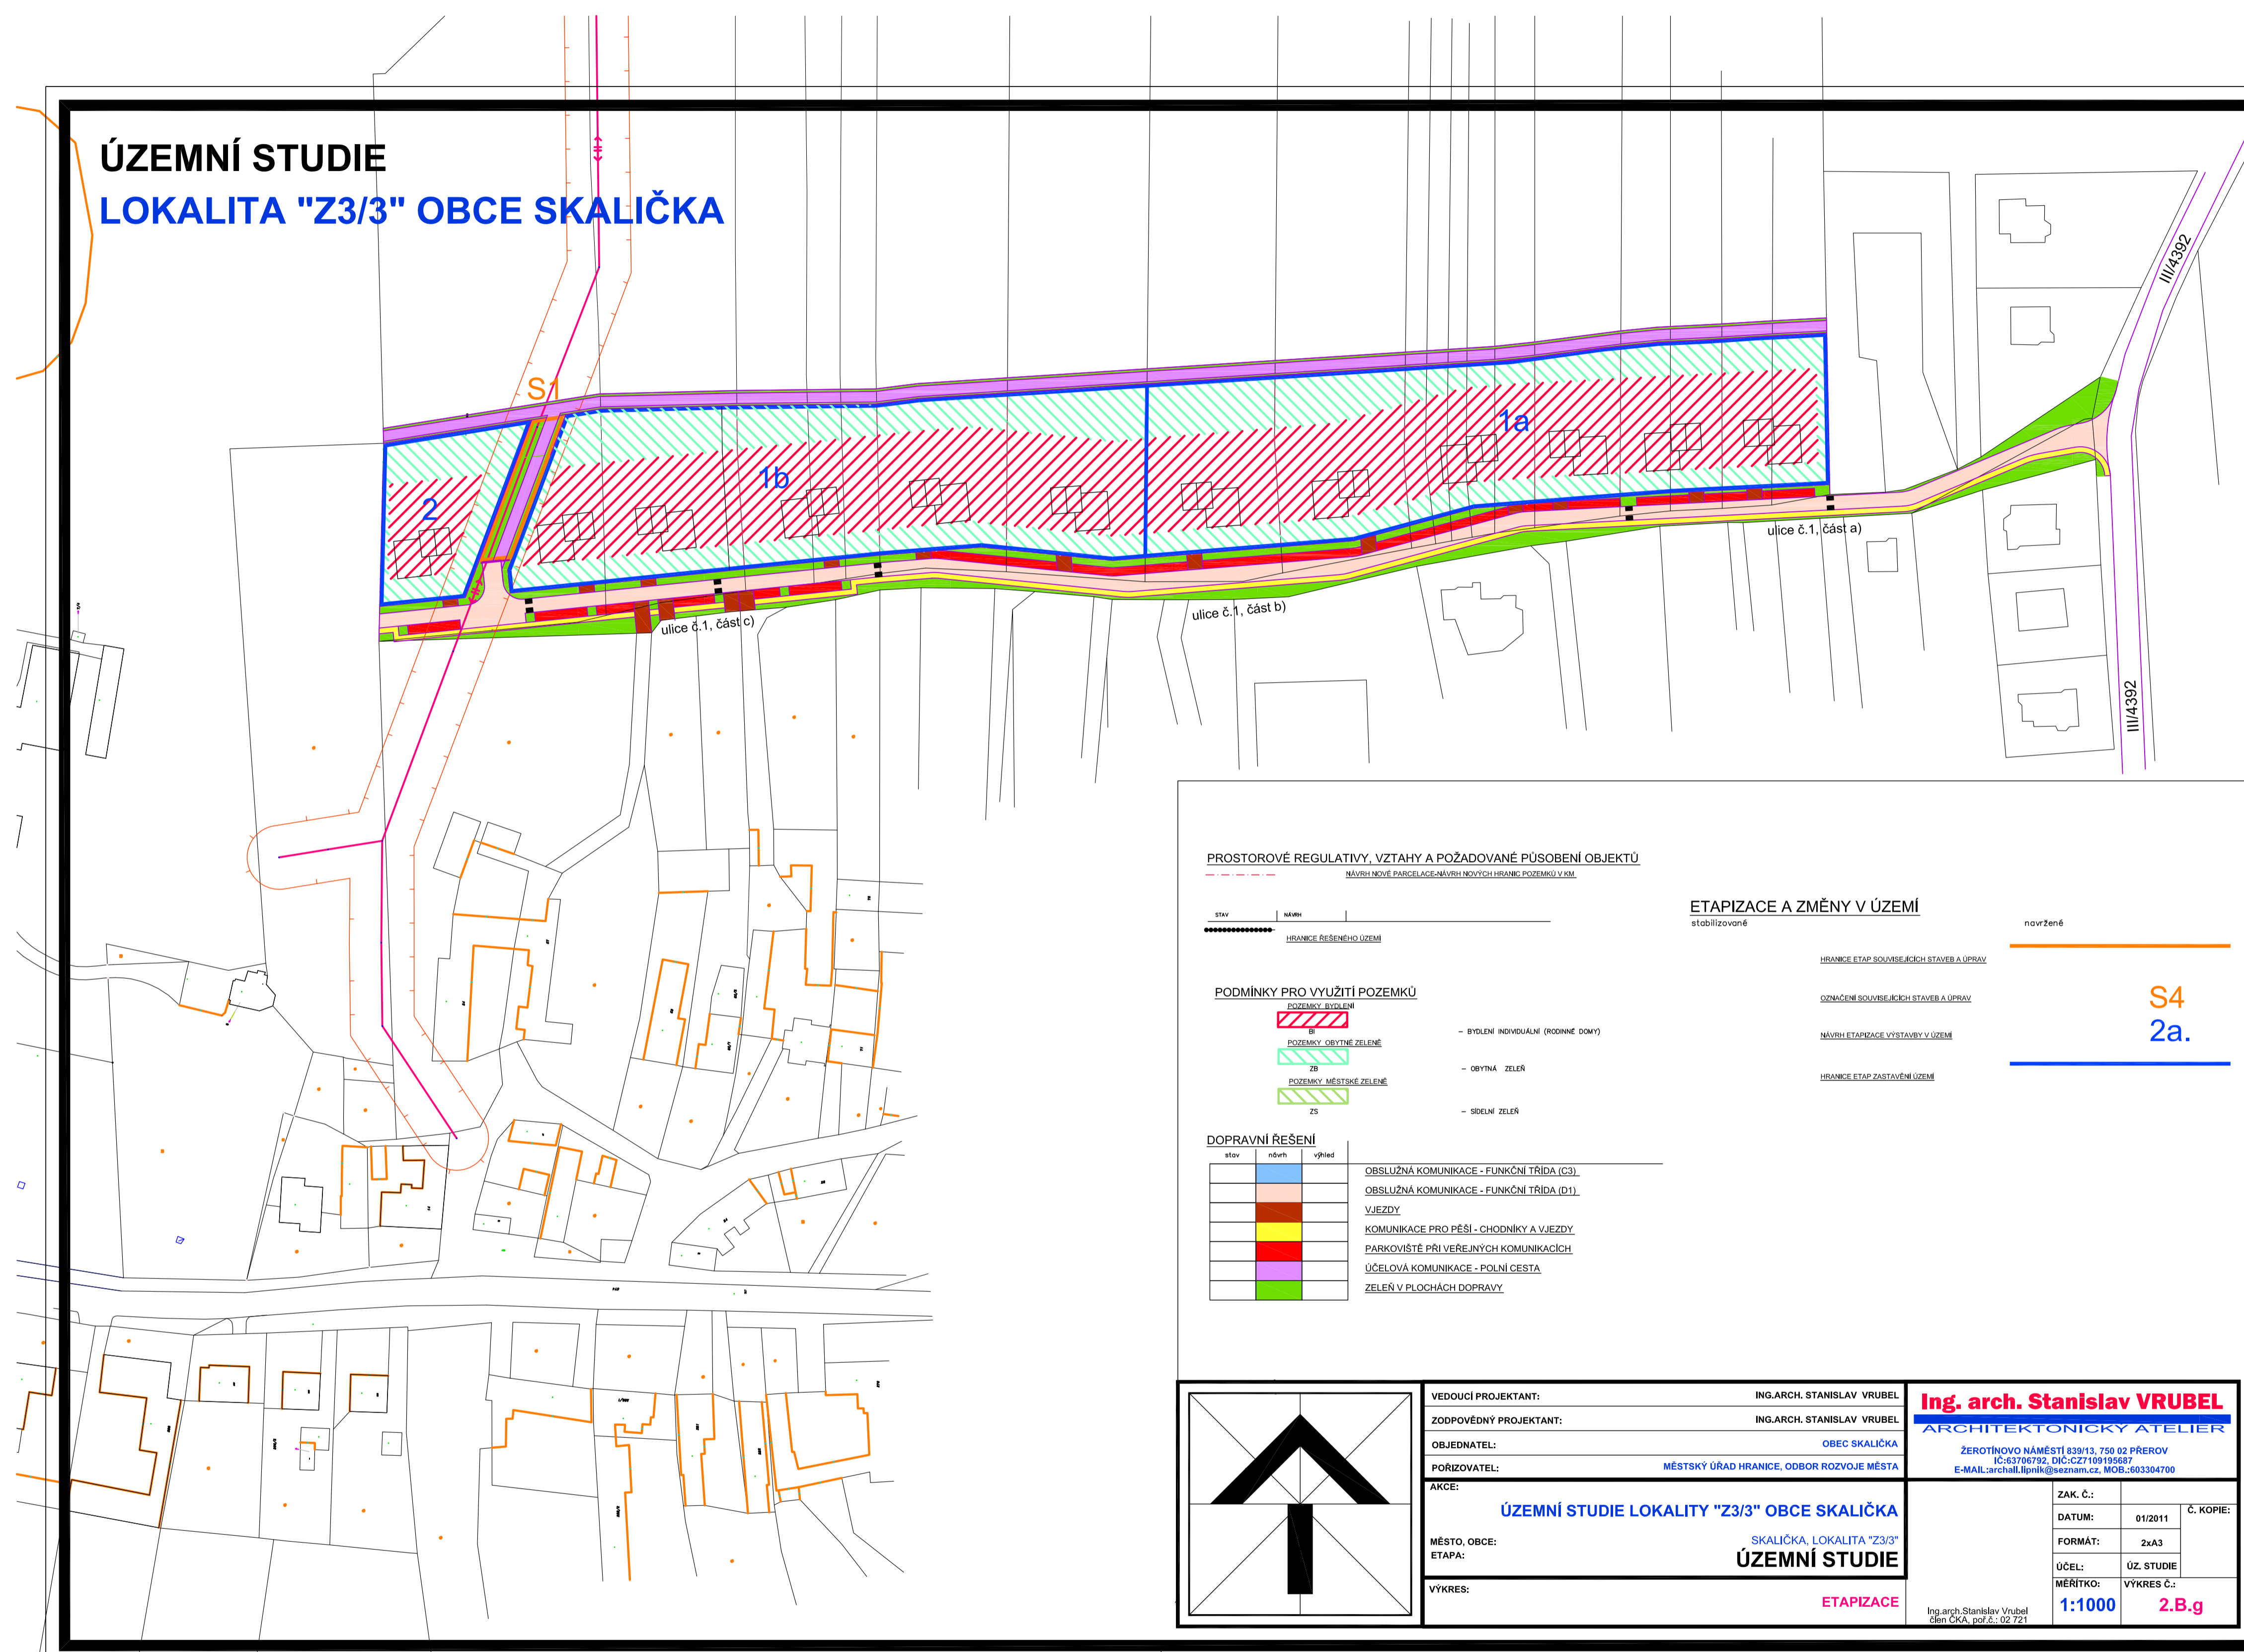 ÚZEMNÍ STUDIE
LOKALITA "Z3/3" OBCE SKALIČKA
S1
1a
1b
2
III/4392
III/4392
ulice č.1, část a)
ulice č.1, část b)
ulice č.1, část c)
PROSTOROVÉ REGULATIVY, VZTAHY A POŽADOVANÉ PŮSOBENÍ OBJEKTŮ
NÁVRH NOVÉ PARCELACE-NÁVRH NOVÝCH HRANIC POZEMKŮ V KM
STAV NÁVRH
HRANICE ŘEŠENÉHO ÚZEMÍ
PODMÍNKY PRO VYUŽITÍ POZEMKŮ
POZEMKY BYDLENÍ
BI – BYDLENÍ INDIVIDUÁLNÍ (RODINNÉ DOMY)
POZEMKY OBYTNÉ ZELENĚ
ZB – OBYTNÁ ZELEŇ
POZEMKY MĚSTSKÉ ZELENĚ
ZS – SÍDELNÍ ZELEŇ
DOPRAVNÍ ŘEŠENÍ
stav návrh výhled
OBSLUŽNÁ KOMUNIKACE - FUNKČNÍ TŘÍDA (C3)
OBSLUŽNÁ KOMUNIKACE - FUNKČNÍ TŘÍDA (D1)
VJEZDY
KOMUNIKACE PRO PĚŠÍ - CHODNÍKY A VJEZDY
PARKOVIŠTĚ PŘI VEŘEJNÝCH KOMUNIKACÍCH
ÚČELOVÁ KOMUNIKACE - POLNÍ CESTA
ZELEŇ V PLOCHÁCH DOPRAVY
ETAPIZACE A ZMĚNY V ÚZEMÍ
stabilizované navržené
HRANICE ETAP SOUVISEJÍCÍCH STAVEB A ÚPRAV
OZNAČENÍ SOUVISEJÍCÍCH STAVEB A ÚPRAV S4
NÁVRH ETAPIZACE VÝSTAVBY V ÚZEMÍ 2a.
HRANICE ETAP ZASTAVĚNÍ ÚZEMÍ
VEDOUCÍ PROJEKTANT: ING.ARCH. STANISLAV VRUBEL
ZODPOVĚDNÝ PROJEKTANT: ING.ARCH. STANISLAV VRUBEL
OBJEDNATEL: OBEC SKALIČKA
POŘIZOVATEL: MĚSTSKÝ ÚŘAD HRANICE, ODBOR ROZVOJE MĚSTA
AKCE:
ÚZEMNÍ STUDIE LOKALITY "Z3/3" OBCE SKALIČKA
MĚSTO, OBCE: SKALIČKA, LOKALITA "Z3/3"
ETAPA: ÚZEMNÍ STUDIE
VÝKRES: ETAPIZACE
Ing. arch. Stanislav VRUBEL
ARCHITEKTONICKÝ ATELIER
ŽEROTÍNOVO NÁMĚSTÍ 839/13, 750 02 PŘEROV
IČ:63706792, DIČ:CZ7109195687
E-MAIL:archall.lipnik@seznam.cz, MOB.:603304700
ZAK. Č.:
DATUM: 01/2011 Č. KOPIE:
FORMÁT: 2xA3
ÚČEL: ÚZ. STUDIE
MĚŘÍTKO: VÝKRES Č.:
1:1000 2.B.g
Ing.arch.Stanislav Vrubel
člen ČKA, poř.č.: 02 721